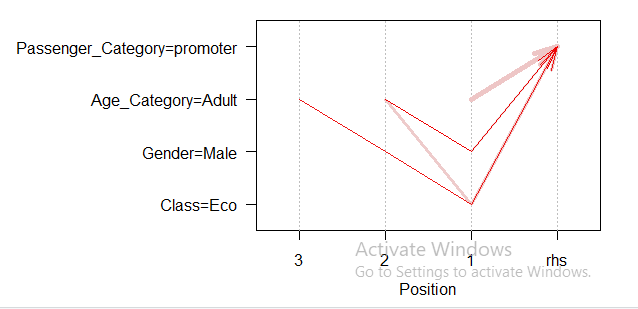 Passenger_Category=promoter
Age_Category=Adult
Gender=Male
Class=Eco
3 2 1 rhs
Activate Windows
Go to Settings to activate Windows.
Position